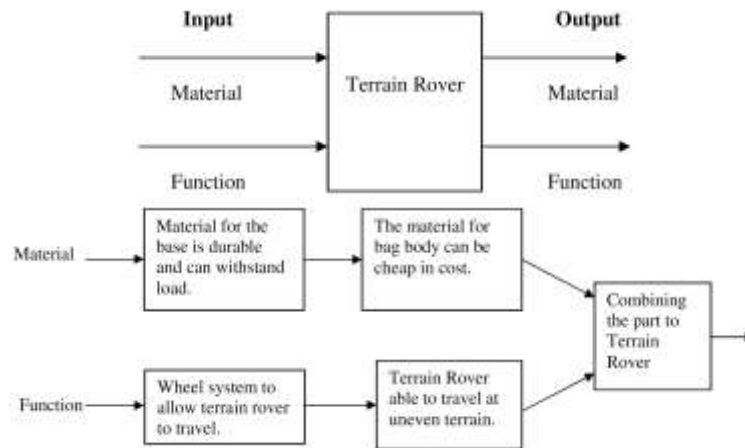 Input
Output
Terrain Rover
Material
Material
Function
Function
Material
Material for the
base is durable
and can withstand
load.
The material for
bag body can be
cheap in cost.
Combining
the part to
Terrain
Rover
Function
Wheel system to
allow terrain rover
to travel.
Terrain Rover
able to travel at
uneven terrain.